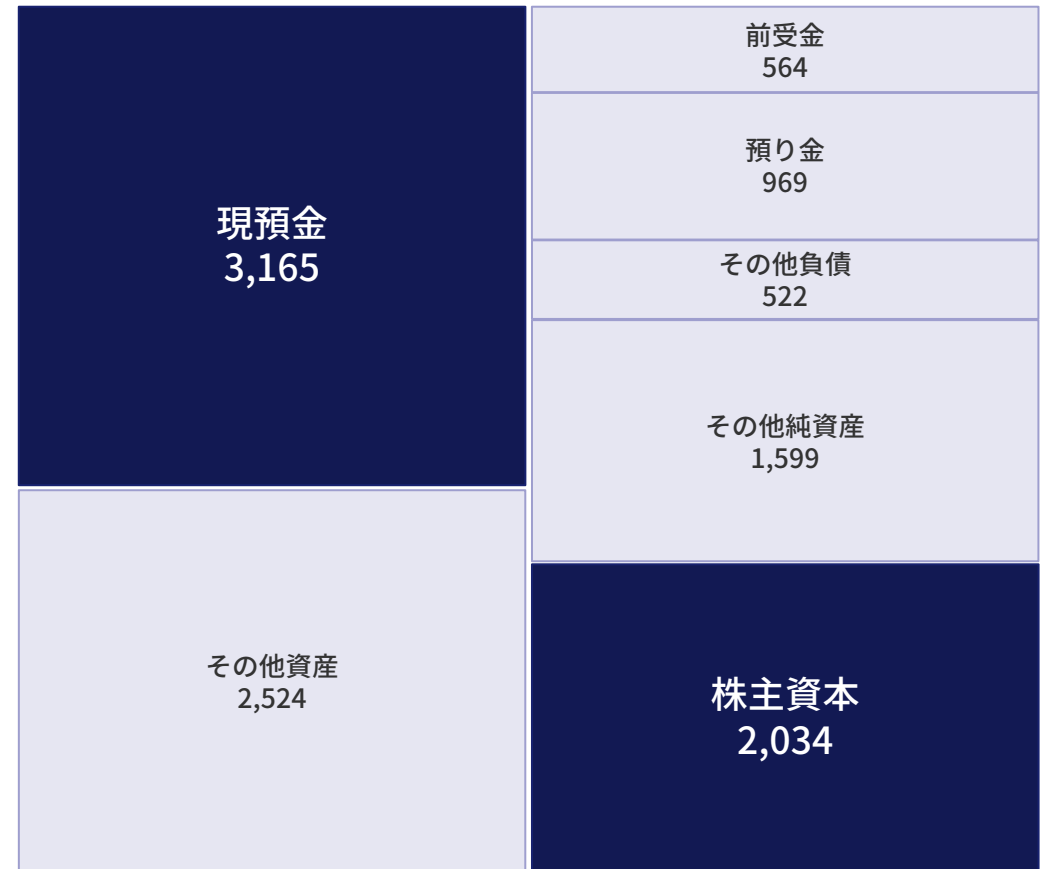 現預金
3,165
その他資産
2,524
前受金
564
預り金
969
その他負債
522
その他純資産
1,599
株主資本
2,034